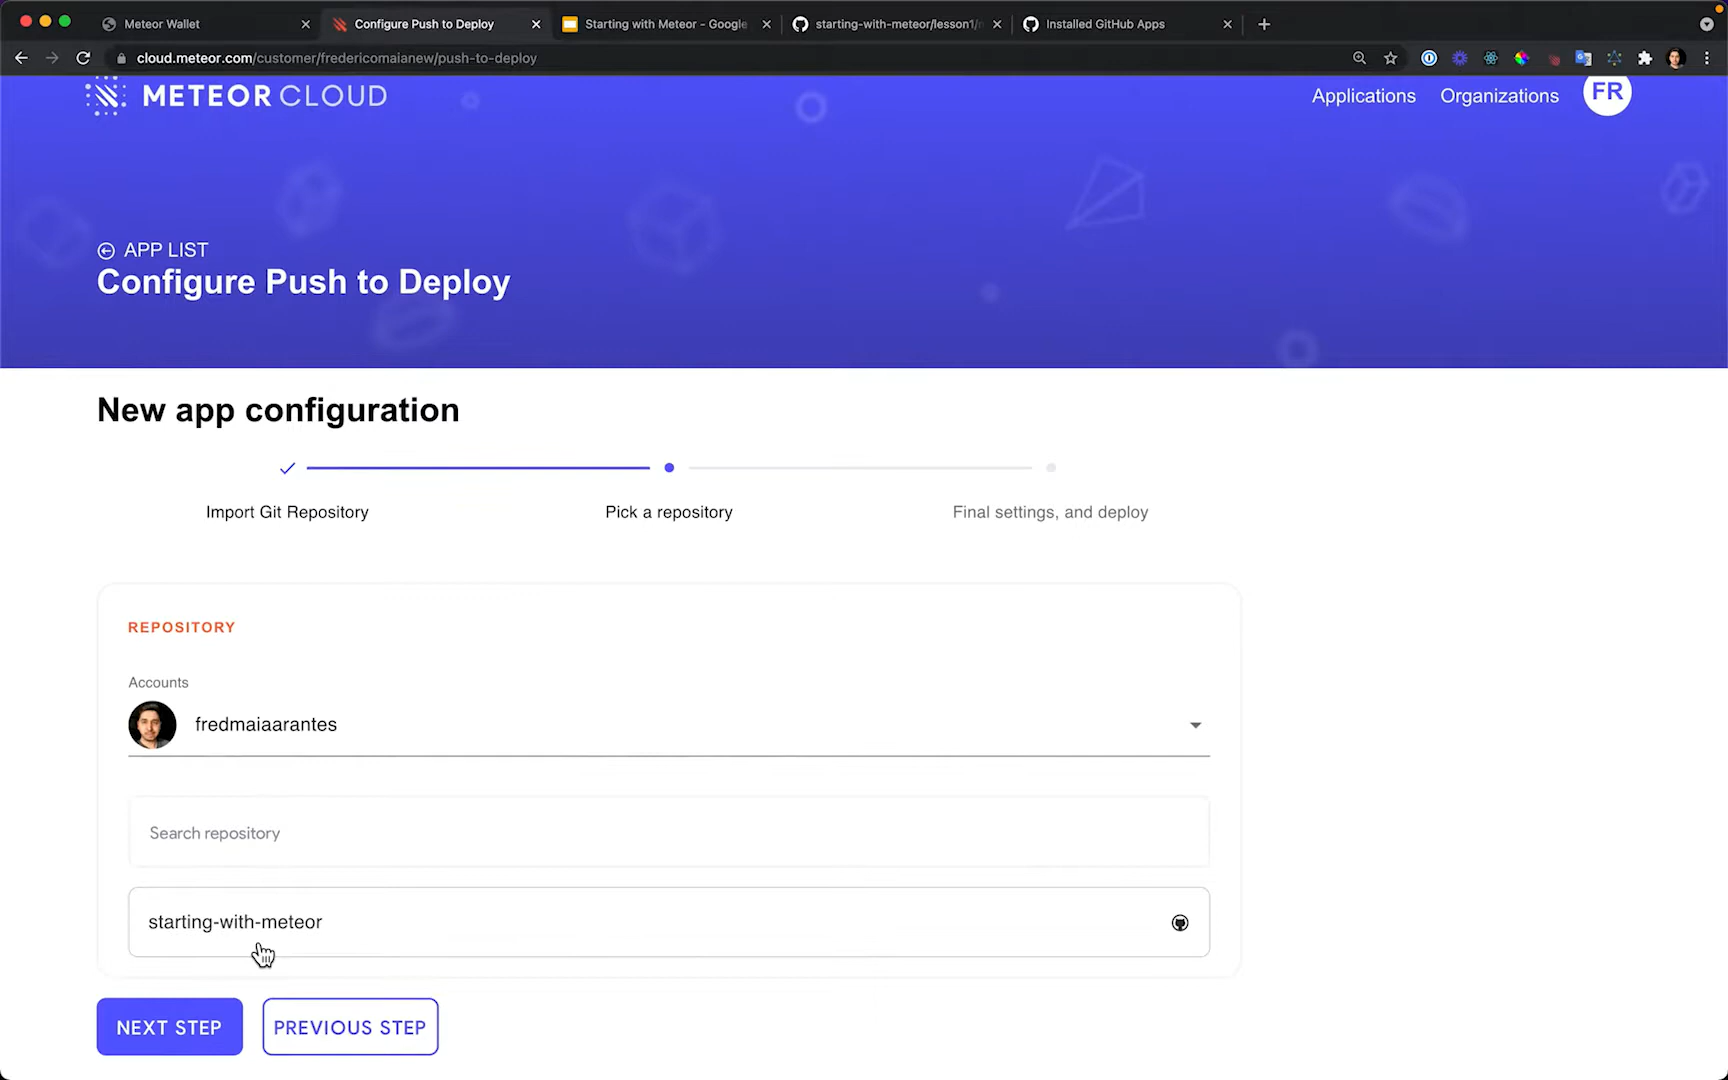 Meteor Wallet
Configure Push to Deploy
Starting with Meteor - Google
starting-with-meteor/lesson1/
Installed GitHub Apps
cloud.meteor.com/customer/fredericomaianew/push-to-deploy
METEOR CLOUD
Applications
Organizations
FR
APP LIST
Configure Push to Deploy
New app configuration
Import Git Repository
Pick a repository
Final settings, and deploy
REPOSITORY
Accounts
fredmaiaarantes
Search repository
starting-with-meteor
NEXT STEP
PREVIOUS STEP